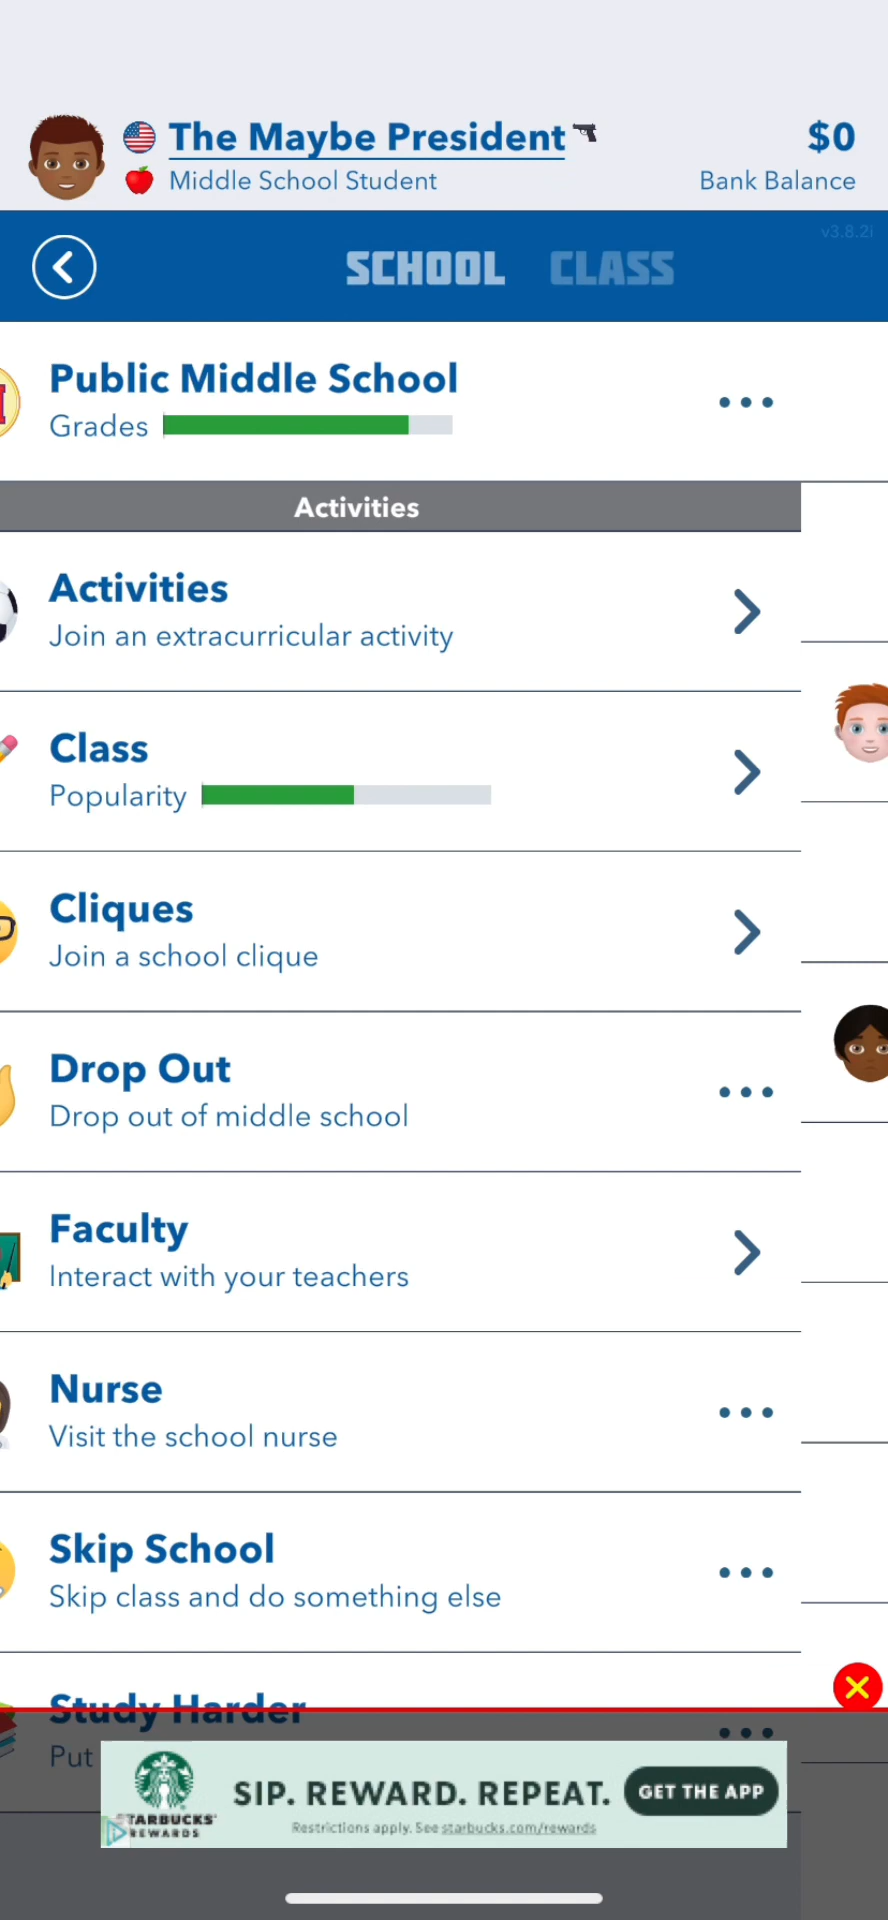 The Maybe President
$0
Middle School Student
Bank Balance
v3.8.2i
SCHOOL CLASS
Public Middle School
Grades
Activities
Activities
Join an extracurricular activity
Class
Popularity
Cliques
Join a school clique
Drop Out
Drop out of middle school
Faculty
Interact with your teachers
Nurse
Visit the school nurse
Skip School
Skip class and do something else
Study Harder
Put
SIP. REWARD. REPEAT.
GET THE APP
STARBUCKS®
REWARDS
Restrictions apply. See starbucks.com/rewards